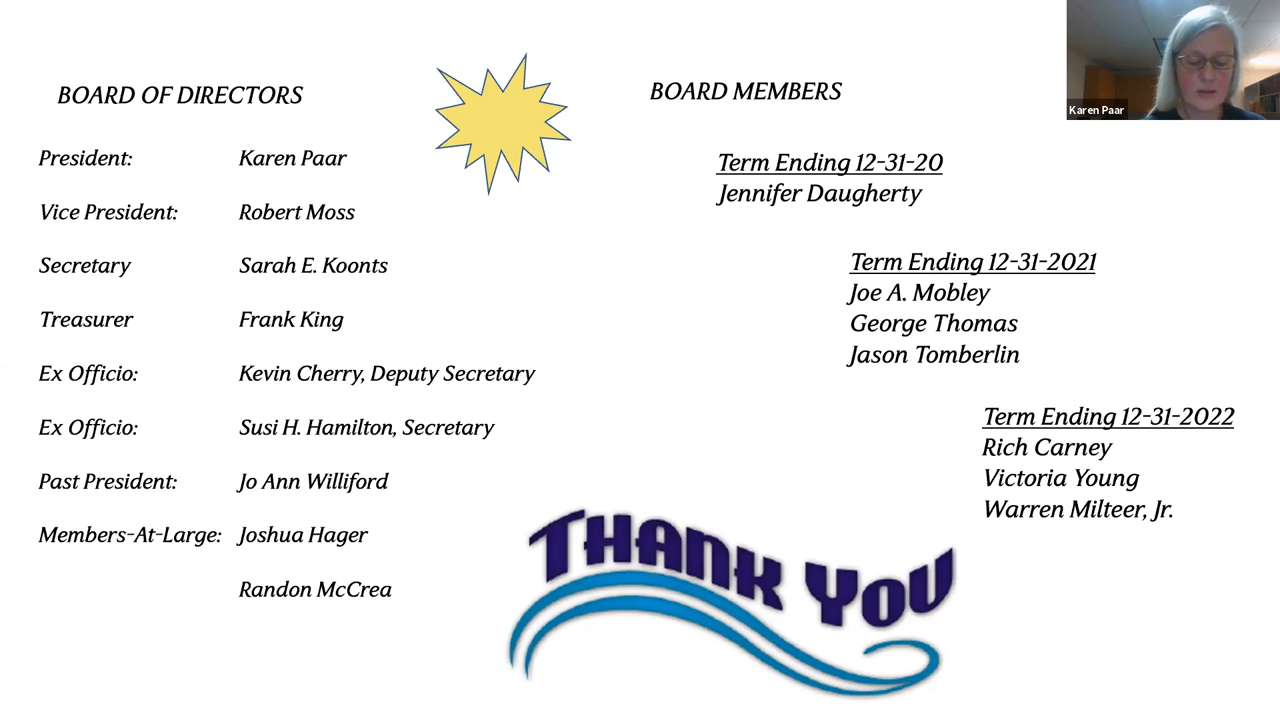 BOARD OF DIRECTORS
President: Karen Paar
Vice President: Robert Moss
Secretary Sarah E. Koonts
Treasurer Frank King
Ex Officio: Kevin Cherry, Deputy Secretary
Ex Officio: Susi H. Hamilton, Secretary
Past President: Jo Ann Williford
Members-At-Large: Joshua Hager
Randon McCrea
BOARD MEMBERS
Term Ending 12-31-20
Jennifer Daugherty
Term Ending 12-31-2021
Joe A. Mobley
George Thomas
Jason Tomberlin
Term Ending 12-31-2022
Rich Carney
Victoria Young
Warren Milteer, Jr.
THANK YOU
Karen Paar